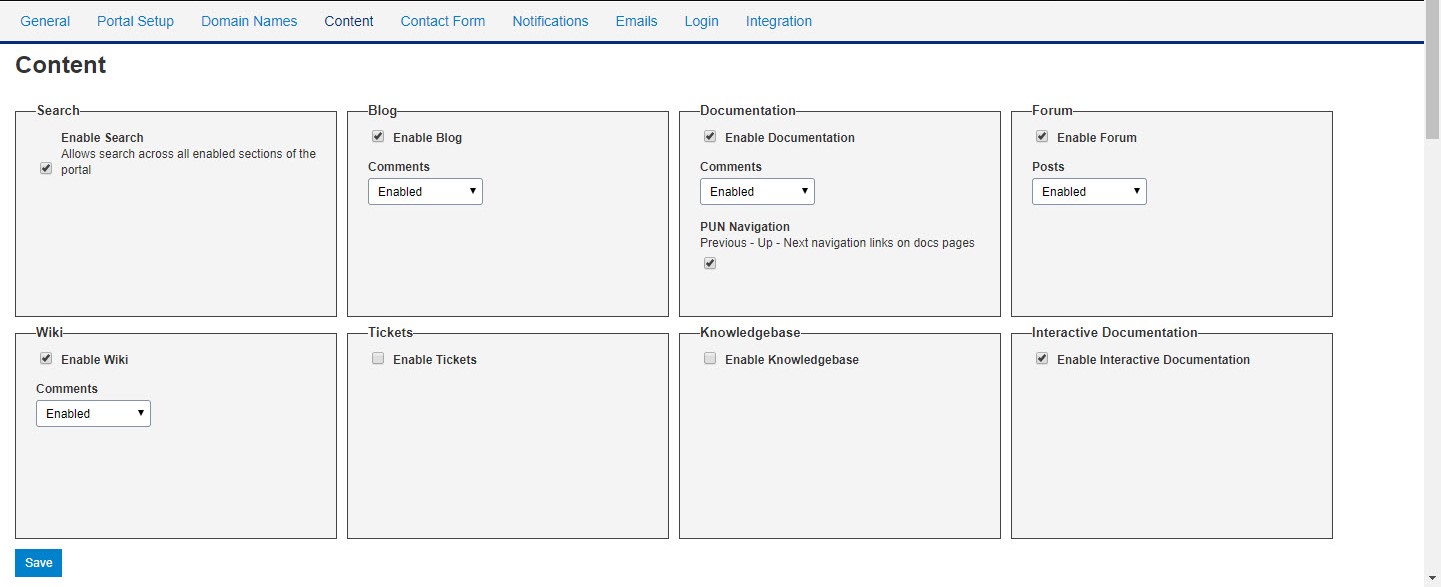 General Portal Setup Domain Names Content Contact Form Notifications Emails Login Integration
Content
Search
Enable Search
Allows search across all enabled sections of the
portal
Blog
Enable Blog
Comments
Enabled
Documentation
Enable Documentation
Comments
Enabled
PUN Navigation
Previous - Up - Next navigation links on docs pages
Forum
Enable Forum
Posts
Enabled
Wiki
Enable Wiki
Comments
Enabled
Tickets
Enable Tickets
Knowledgebase
Enable Knowledgebase
Interactive Documentation
Enable Interactive Documentation
Save